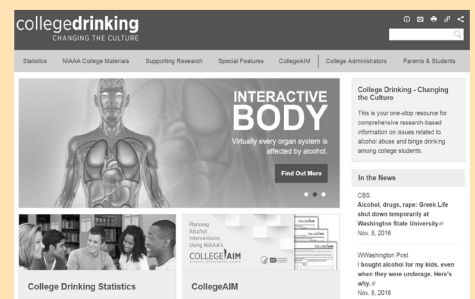 collegedrinking
CHANGING THE CULTURE
Statistics NIAAA College Materials Supporting Research Special Features CollegeAIM College Administrators Parents & Students
INTERACTIVE
BODY
Virtually every organ system is
affected by alcohol.
Find Out More
College Drinking - Changing
the Culture
This is your one-stop resource for
comprehensive research-based
information on issues related to
alcohol abuse and binge drinking
among college students.
In the News
CBS
Alcohol, drugs, rape: Greek Life
shut down temporarily at
Washington State University
Nov. 8, 2016
WWashington Post
I bought alcohol for my kids, even
when they were underage. Here's
why.
Nov. 8, 2016
Planning
Alcohol
Interventions
Using NIAAA's
COLLEGEAIM
College Drinking Statistics
CollegeAIM